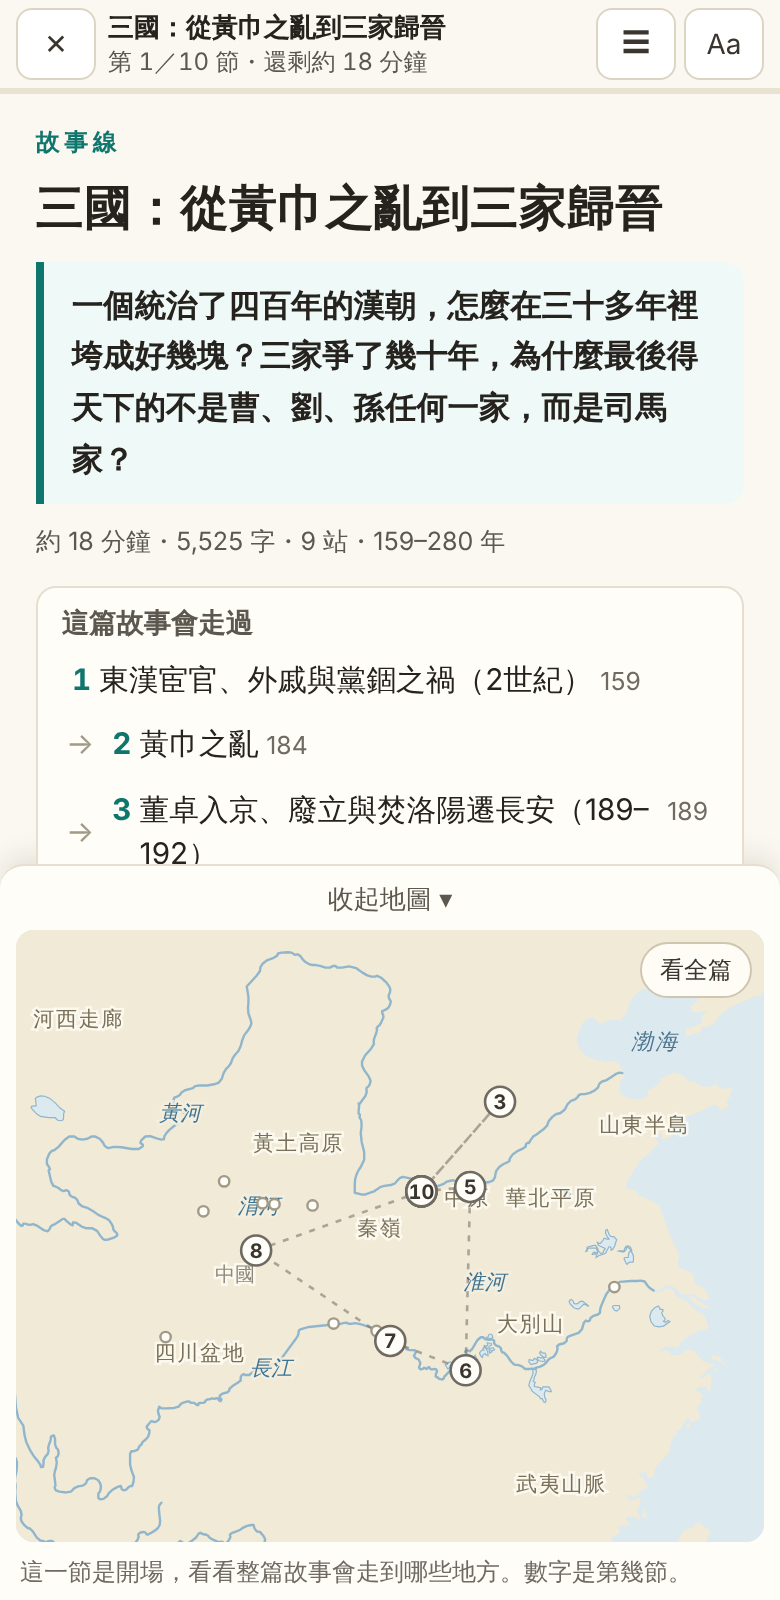 ✕
三國：從黃巾之亂到三家歸晉
第 1／10 節・還剩約 18 分鐘
☰
Aa
故事線
三國：從黃巾之亂到三家歸晉
一個統治了四百年的漢朝，怎麼在三十多年裡
垮成好幾塊？三家爭了幾十年，為什麼最後得
天下的不是曹、劉、孫任何一家，而是司馬
家？
約 18 分鐘・5,525 字・9 站・159–280 年
這篇故事會走過
1 東漢宦官、外戚與黨錮之禍（2世紀） 159
→ 2 黃巾之亂 184
→ 3 董卓入京、廢立與焚洛陽遷長安（189– 189
192）
收起地圖 ▾
看全篇
河西走廊
渤海
3
黃河
山東半島
黃土高原
10
5
中原
華北平原
渭河
秦嶺
8
中國
淮河
大別山
7
四川盆地
長江
6
武夷山脈
這一節是開場，看看整篇故事會走到哪些地方。數字是第幾節。